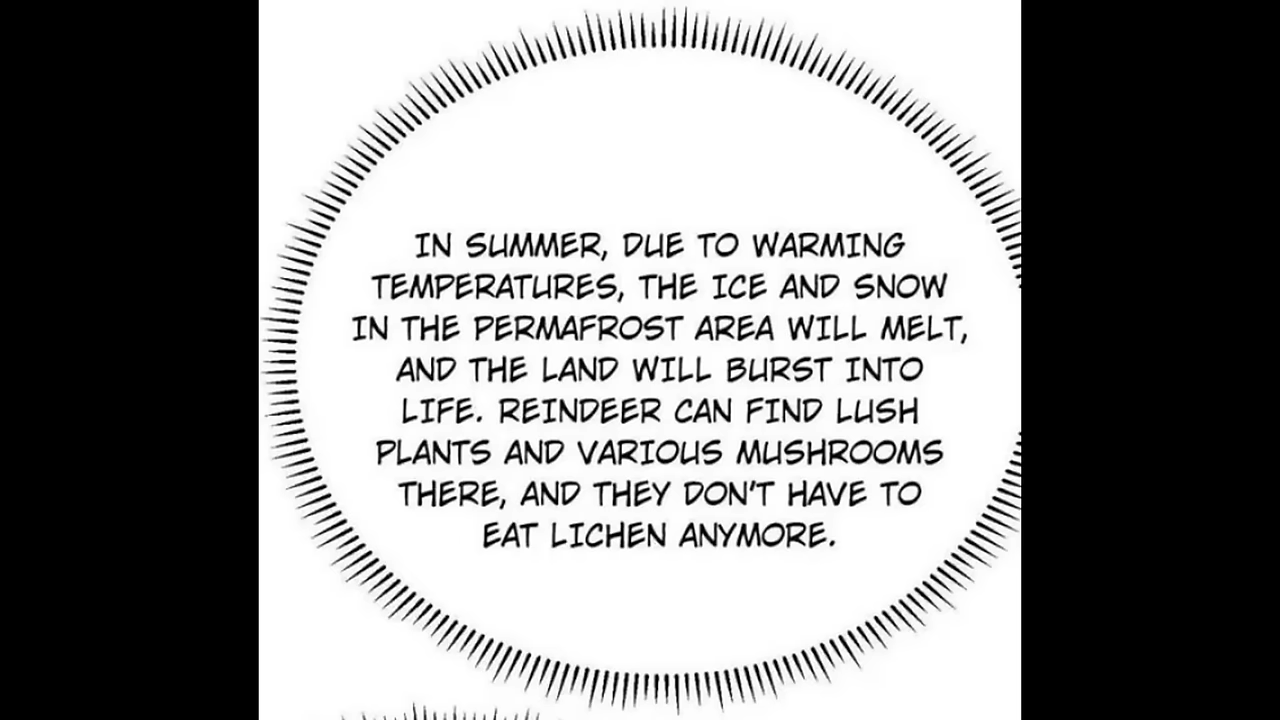 IN SUMMER, DUE TO WARMING
TEMPERATURES, THE ICE AND SNOW
IN THE PERMAFROST AREA WILL MELT,
AND THE LAND WILL BURST INTO
LIFE. REINDEER CAN FIND LUSH
PLANTS AND VARIOUS MUSHROOMS
THERE, AND THEY DON'T HAVE TO
EAT LICHEN ANYMORE.